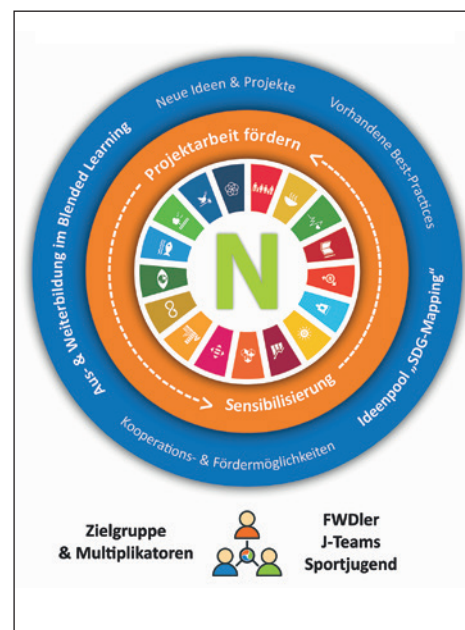 Neue Ideen & Projekte
Vorhandene Best-Practices
Aus- & Weiterbildung im Blended Learning
Ideenpool „SDG-Mapping“
Kooperations- & Fördermöglichkeiten
Projektarbeit fördern
Sensibilisierung
N
Zielgruppe
& Multiplikatoren
FWDler
J-Teams
Sportjugend